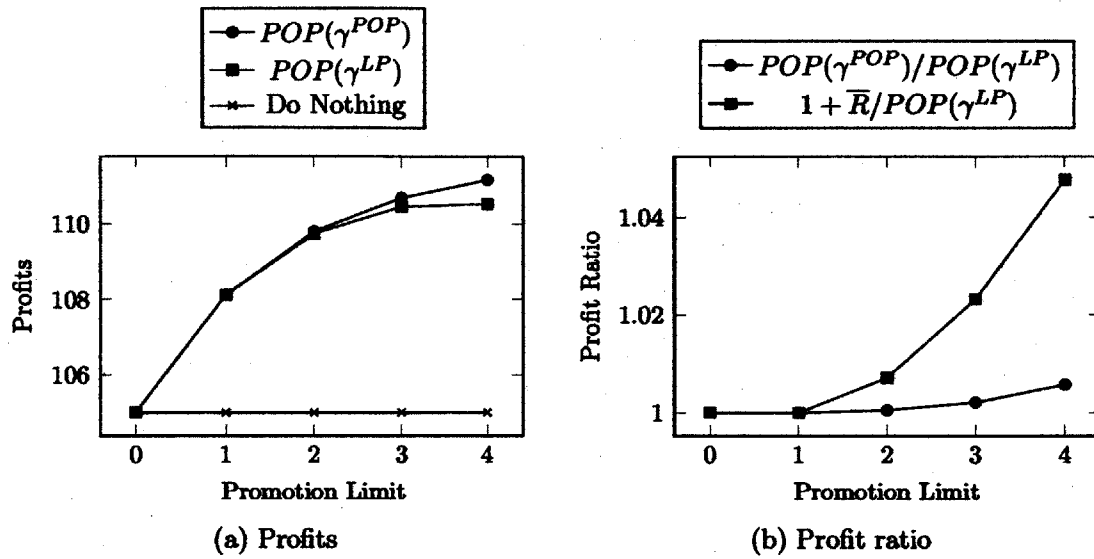 POP(γ^POP)
POP(γ^LP)
Do Nothing
Profits
110
108
106
0 1 2 3 4
Promotion Limit
(a) Profits
POP(γ^POP)/POP(γ^LP)
1 + R̅/POP(γ^LP)
Profit Ratio
1.04
1.02
1
0 1 2 3 4
Promotion Limit
(b) Profit ratio